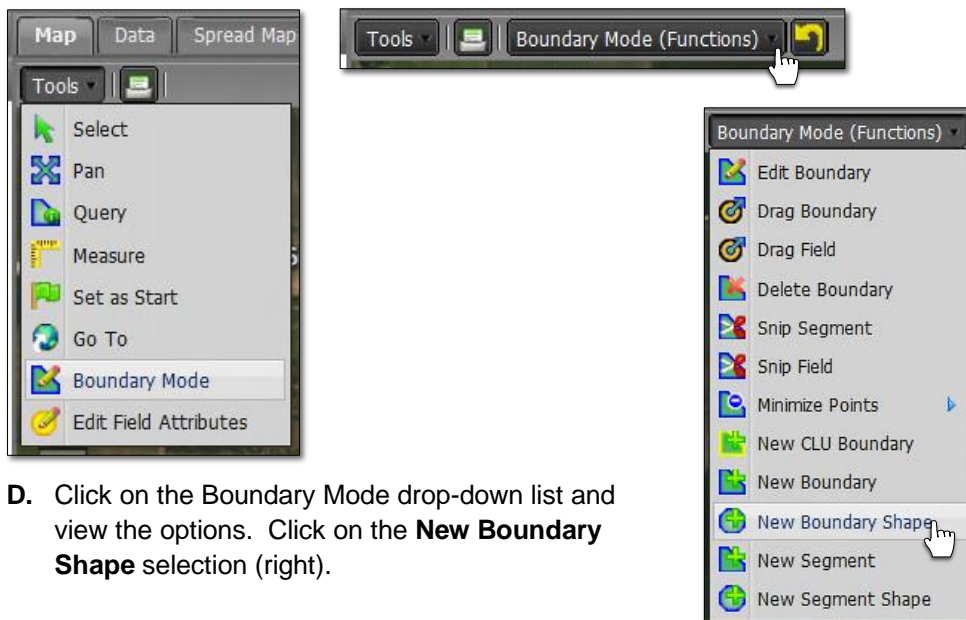 Map Data Spread Map
Tools
Select
Pan
Query
Measure
Set as Start
Go To
Boundary Mode
Edit Field Attributes
Tools Boundary Mode (Functions)
Boundary Mode (Functions)
Edit Boundary
Drag Boundary
Drag Field
Delete Boundary
Snip Segment
Snip Field
Minimize Points
New CLU Boundary
New Boundary
New Boundary Shape
New Segment
New Segment Shape
D. Click on the Boundary Mode drop-down list and
view the options. Click on the New Boundary
Shape selection (right).